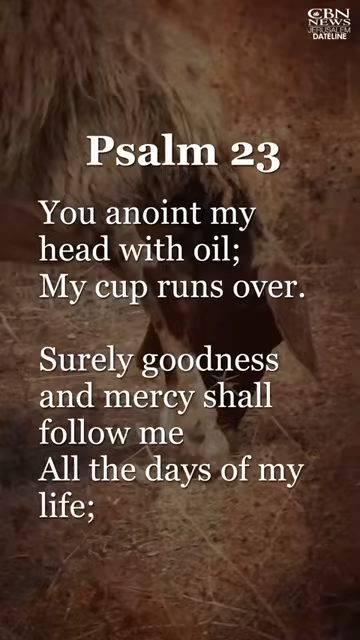 CBN
NEWS
JERUSALEM
DATELINE
Psalm 23
You anoint my
head with oil;
My cup runs over.
Surely goodness
and mercy shall
follow me
All the days of my
life;